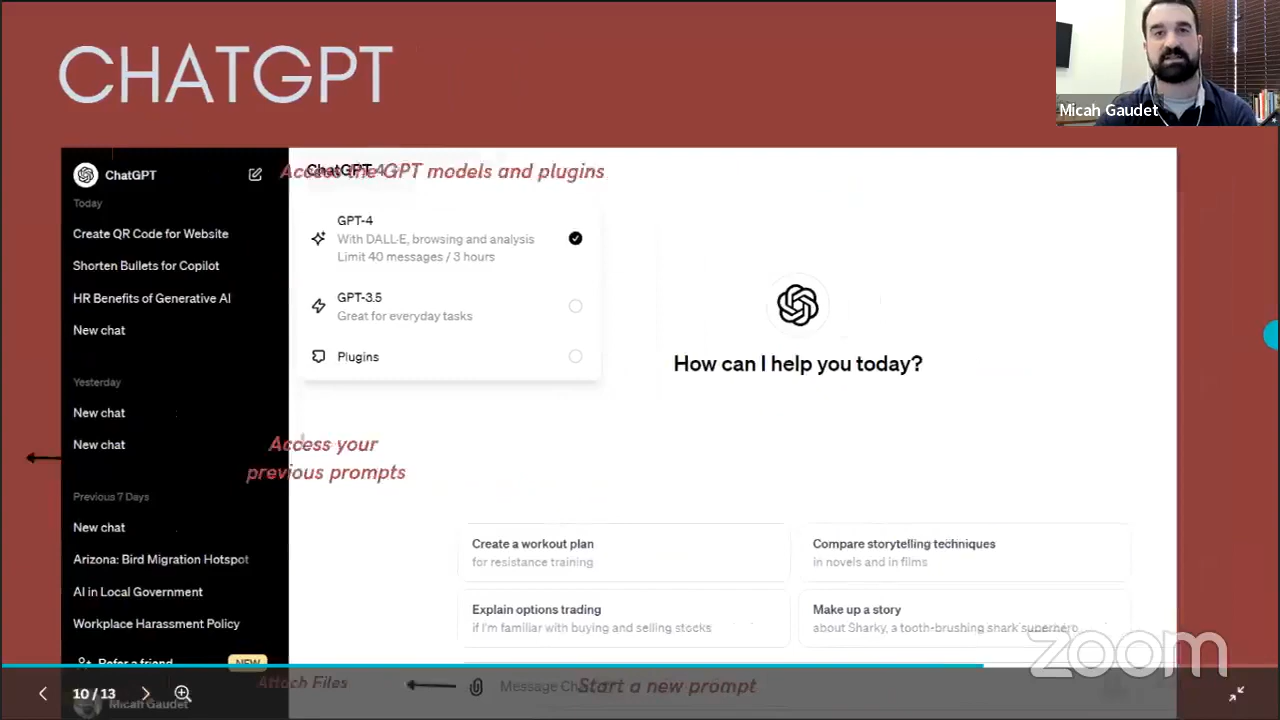 CHATGPT
Micah Gaudet
ChatGPT
ChatGPT 4
Access the GPT models and plugins
Today
Create QR Code for Website
Shorten Bullets for Copilot
HR Benefits of Generative AI
New chat
Yesterday
New chat
New chat
Previous 7 Days
New chat
Arizona: Bird Migration Hotspot
AI in Local Government
Workplace Harassment Policy
Refer a friend
NEW
Micah Gaudet
GPT-4
With DALL·E, browsing and analysis
Limit 40 messages / 3 hours
GPT-3.5
Great for everyday tasks
Plugins
How can I help you today?
Access your
previous prompts
Create a workout plan
for resistance training
Compare storytelling techniques
in novels and in films
Explain options trading
if I'm familiar with buying and selling stocks
Make up a story
about Sharky, a tooth-brushing shark superhero
zoom
Attach Files
Message
Start a new prompt
10 / 13